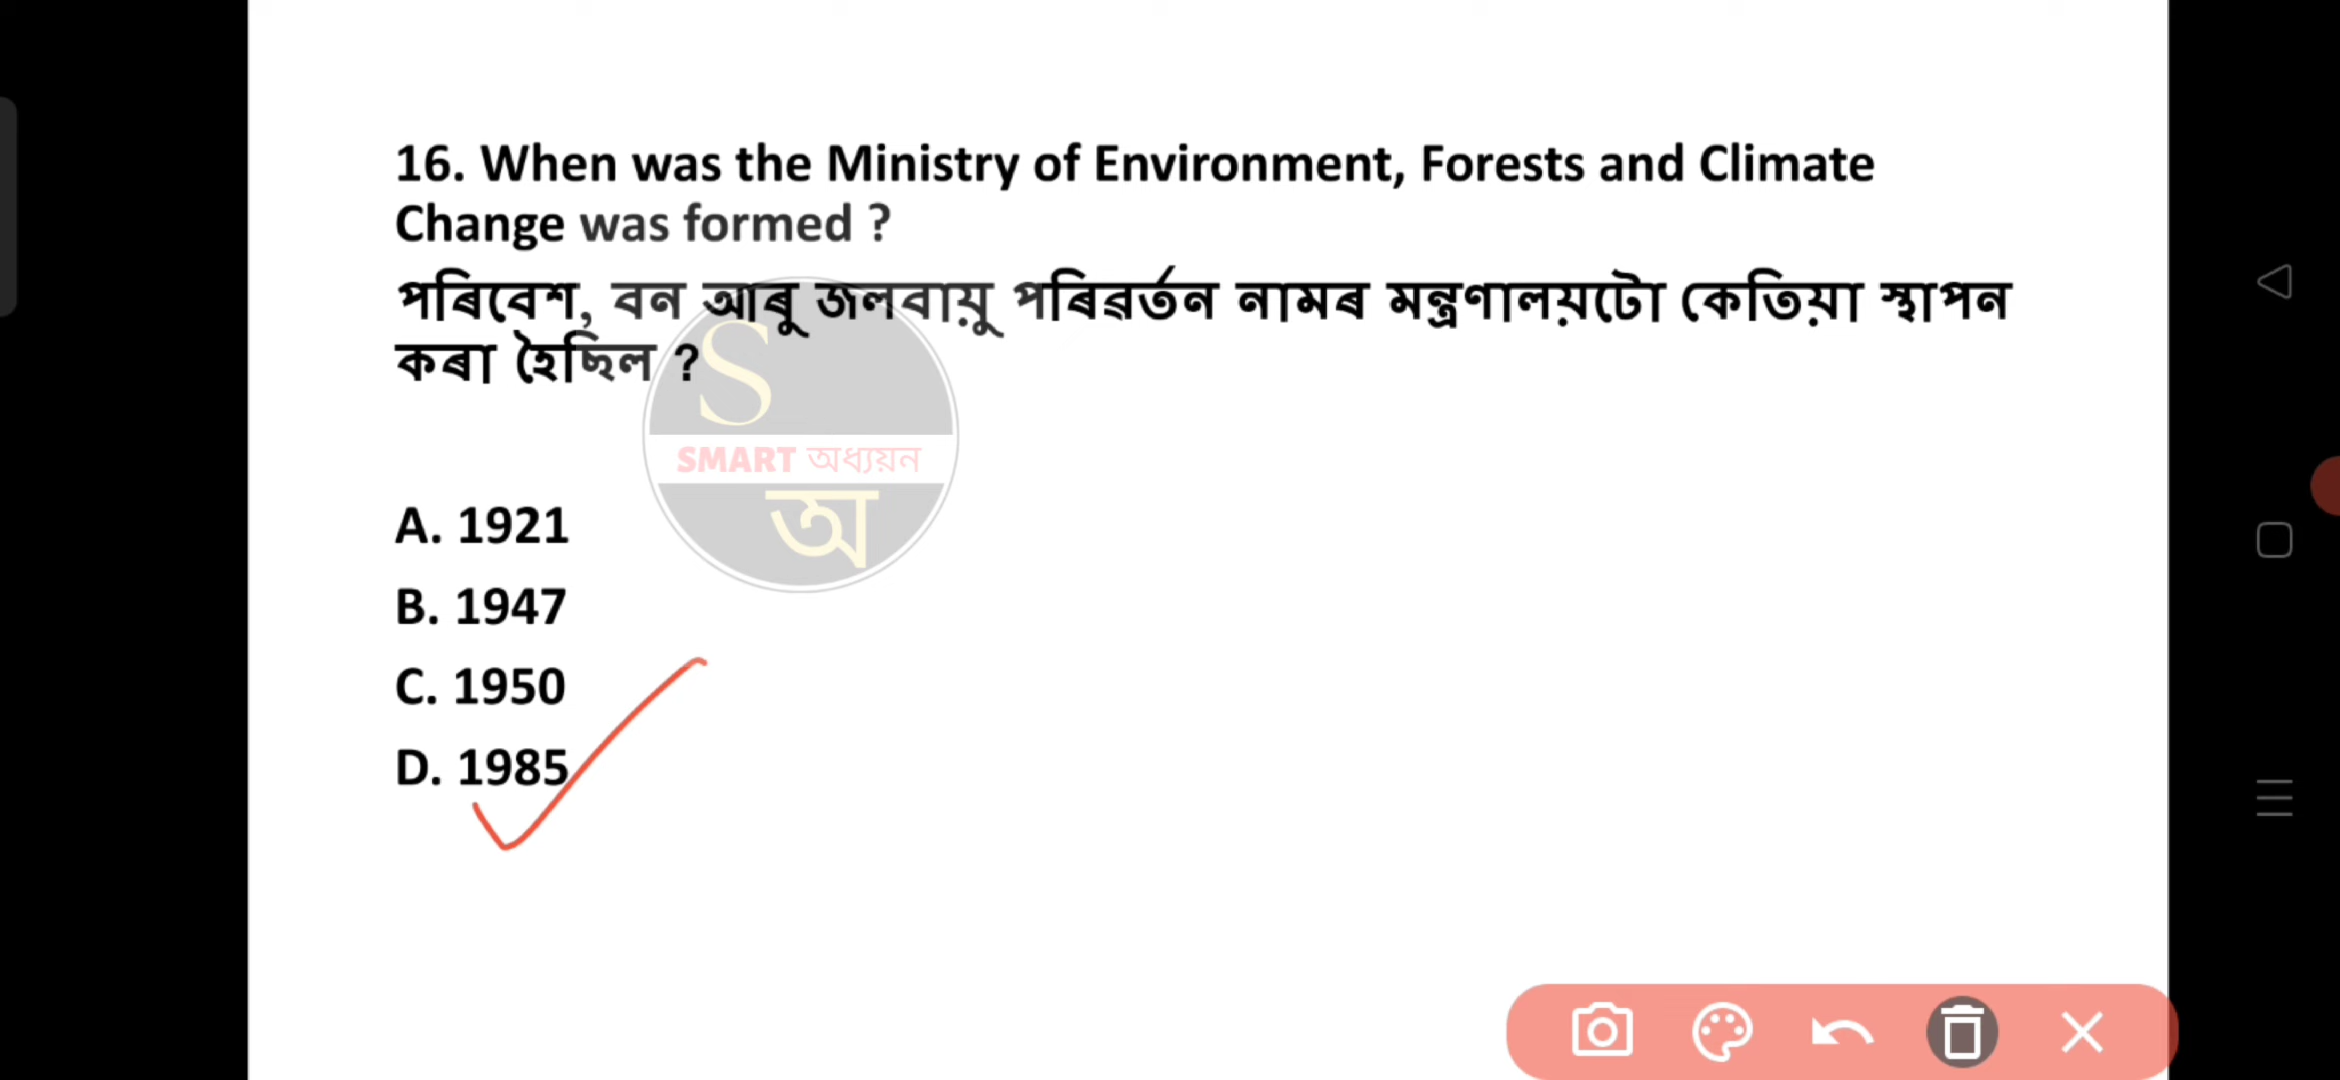 16. When was the Ministry of Environment, Forests and Climate
Change was formed ?
পৰিবেশ, বন আৰু জলবায়ু পৰিৱৰ্তন নামৰ মন্ত্ৰণালয়টো কেতিয়া স্থাপন
কৰা হৈছিল ?
S
SMART অধ্যয়ন
অ
A. 1921
B. 1947
C. 1950
D. 1985